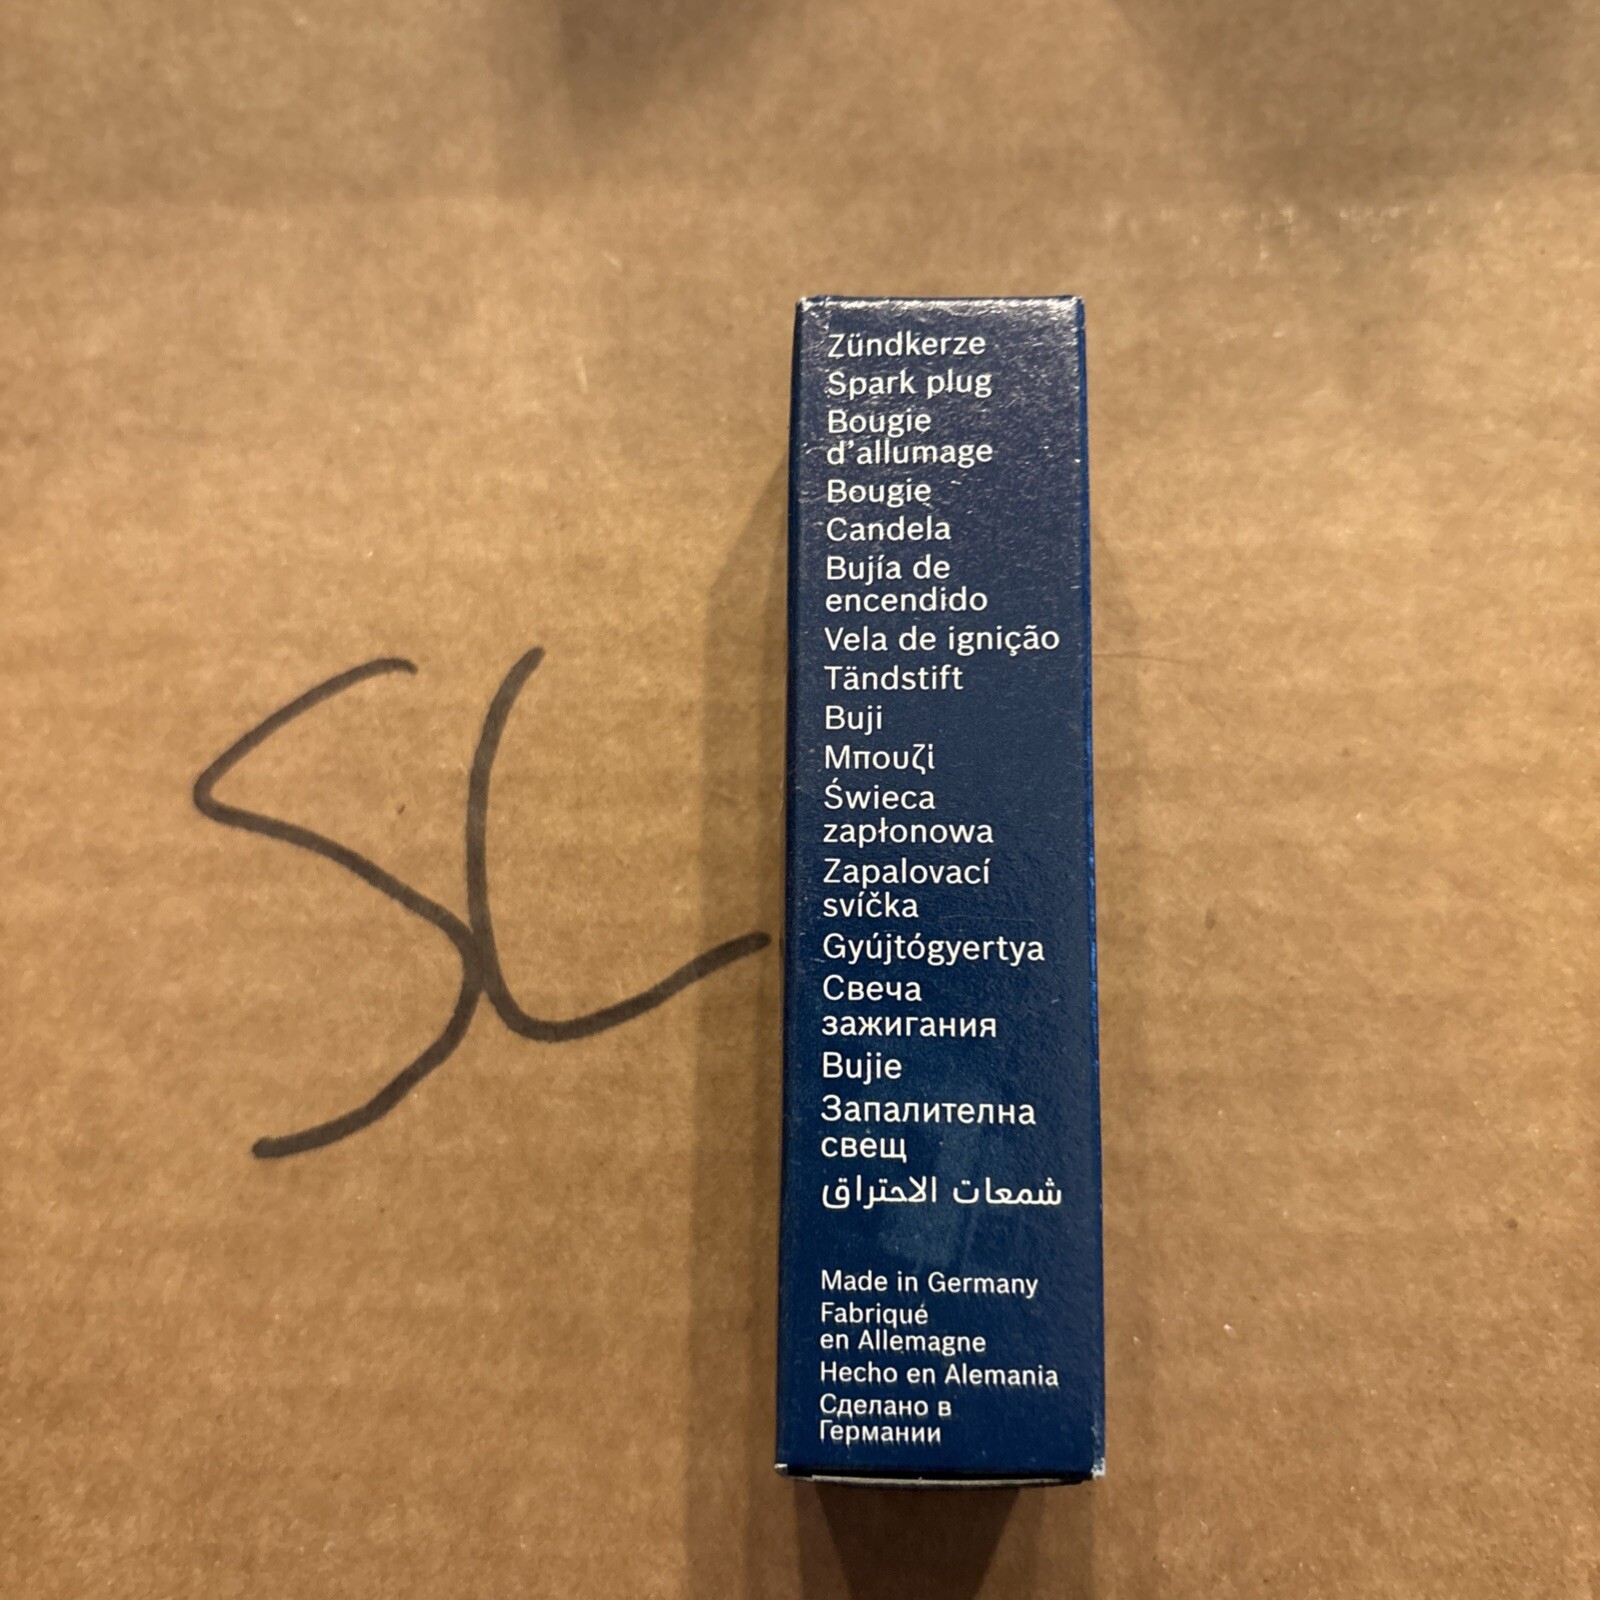 SL
Zündkerze
Spark plug
Bougie
d'allumage
Bougie
Candela
Bujía de
encendido
Vela de ignição
Tändstift
Buji
Μπουζί
Świeca
zapłonowa
Zapalovací
svíčka
Gyújtógyertya
Свеча
зажигания
Bujie
Запалителна
свещ
شمعات الاحتراق
Made in Germany
Fabriqué
en Allemagne
Hecho en Alemania
Сделано в
Германии